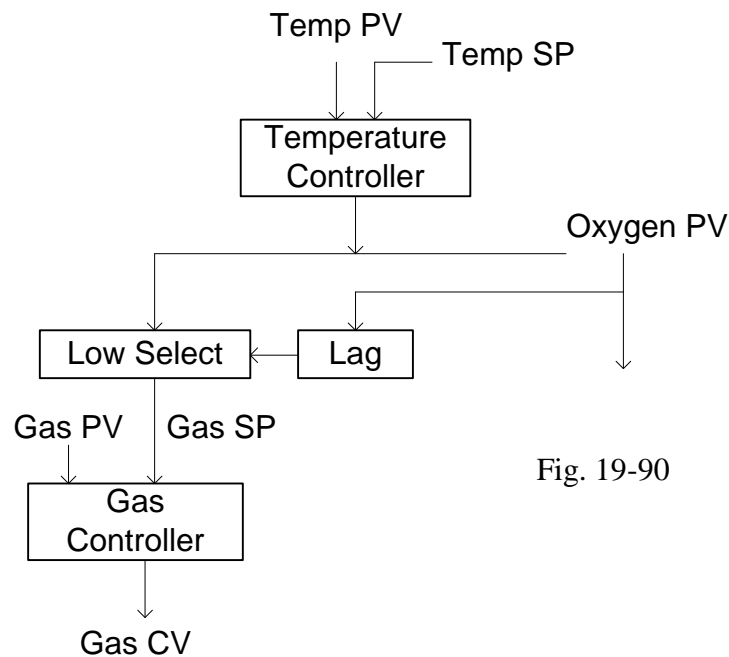 Temp PV
Temp SP
Temperature
Controller
Oxygen PV
Low Select
Lag
Gas PV
Gas SP
Fig. 19-90
Gas
Controller
Gas CV